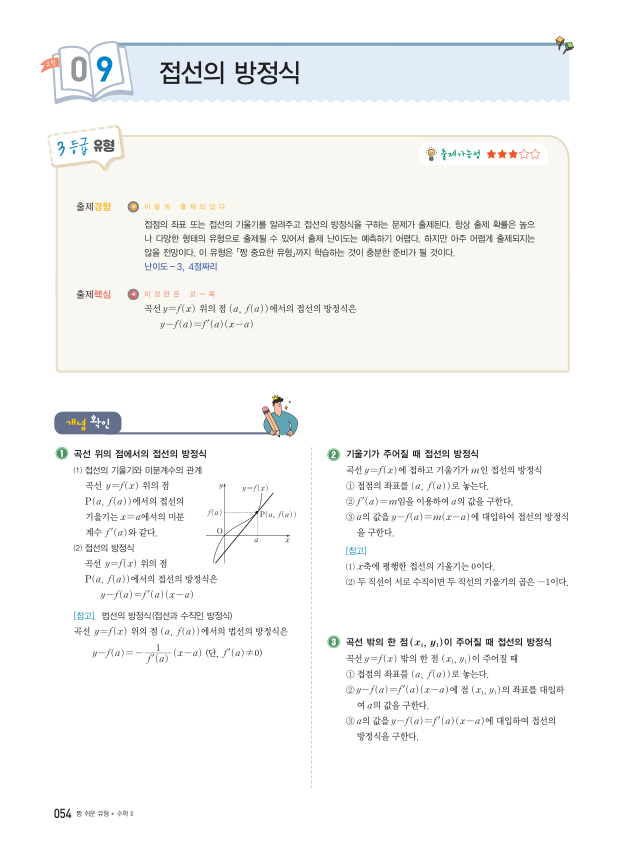 유형
09
접선의 방정식
3등급 유형
출제가능성 ★★★☆☆
출제경향
이렇게 출제되었다
접점의 좌표 또는 접선의 기울기를 알려주고 접선의 방정식을 구하는 문제가 출제된다. 항상 출제 확률은 높으
나 다양한 형태의 유형으로 출제될 수 있어서 출제 난이도는 예측하기 어렵다. 하지만 아주 어렵게 출제되지는
않을 전망이다. 이 유형은 「짱 중요한 유형」까지 학습하는 것이 충분한 준비가 될 것이다.
난이도 – 3, 4점짜리
출제핵심
이것만은 꼬~옥
곡선 y=f(x) 위의 점 (a, f(a))에서의 접선의 방정식은
y−f(a)=f′(a)(x−a)
개념 확인
1 곡선 위의 점에서의 접선의 방정식
⑴ 접선의 기울기와 미분계수의 관계
곡선 y=f(x) 위의 점
P(a, f(a))에서의 접선의
기울기는 x=a에서의 미분
계수 f′(a)와 같다.
y
y=f(x)
f(a)
P(a, f(a))
O
a
x
⑵ 접선의 방정식
곡선 y=f(x) 위의 점
P(a, f(a))에서의 접선의 방정식은
y−f(a)=f′(a)(x−a)
[참고] 법선의 방정식(접선과 수직인 방정식)
곡선 y=f(x) 위의 점 (a, f(a))에서의 법선의 방정식은
y−f(a)=−1/f′(a)(x−a) (단, f′(a)≠0)
2 기울기가 주어질 때 접선의 방정식
곡선 y=f(x)에 접하고 기울기가 m인 접선의 방정식
① 접점의 좌표를 (a, f(a))로 놓는다.
② f′(a)=m임을 이용하여 a의 값을 구한다.
③ a의 값을 y−f(a)=m(x−a)에 대입하여 접선의 방정식
을 구한다.
[참고]
⑴ x축에 평행한 접선의 기울기는 0이다.
⑵ 두 직선이 서로 수직이면 두 직선의 기울기의 곱은 −1이다.
3 곡선 밖의 한 점 (x₁, y₁)이 주어질 때 접선의 방정식
곡선 y=f(x) 밖의 한 점 (x₁, y₁)이 주어질 때
① 접점의 좌표를 (a, f(a))로 놓는다.
② y−f(a)=f′(a)(x−a)에 점 (x₁, y₁)의 좌표를 대입하
여 a의 값을 구한다.
③ a의 값을 y−f(a)=f′(a)(x−a)에 대입하여 접선의
방정식을 구한다.
054 짱 쉬운 유형 • 수학Ⅱ